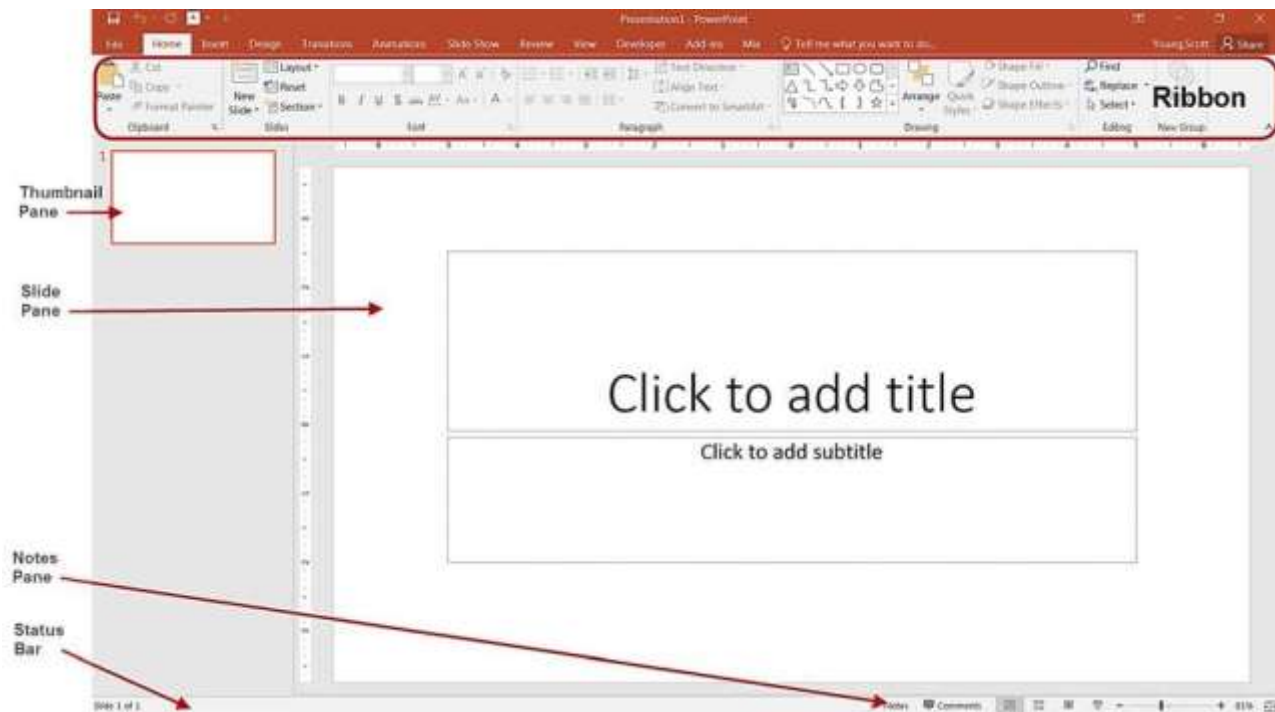 Presentation1 - PowerPoint
File Home Insert Design Transitions Animations Slide Show Review View Developer Add-ins Mix Tell me what you want to do... Young,Scott Share
Paste
Cut
Copy
Format Painter
Clipboard
New
Slide
Layout
Reset
Section
Slides
B I U S
Font
Text Direction
Align Text
Convert to SmartArt
Paragraph
Arrange
Quick
Styles
Shape Fill
Shape Outline
Shape Effects
Drawing
Find
Replace
Select
Editing
New Group
Ribbon
1
Thumbnail
Pane
Slide
Pane
Click to add title
Click to add subtitle
Notes
Pane
Status
Bar
Slide 1 of 1
Notes Comments